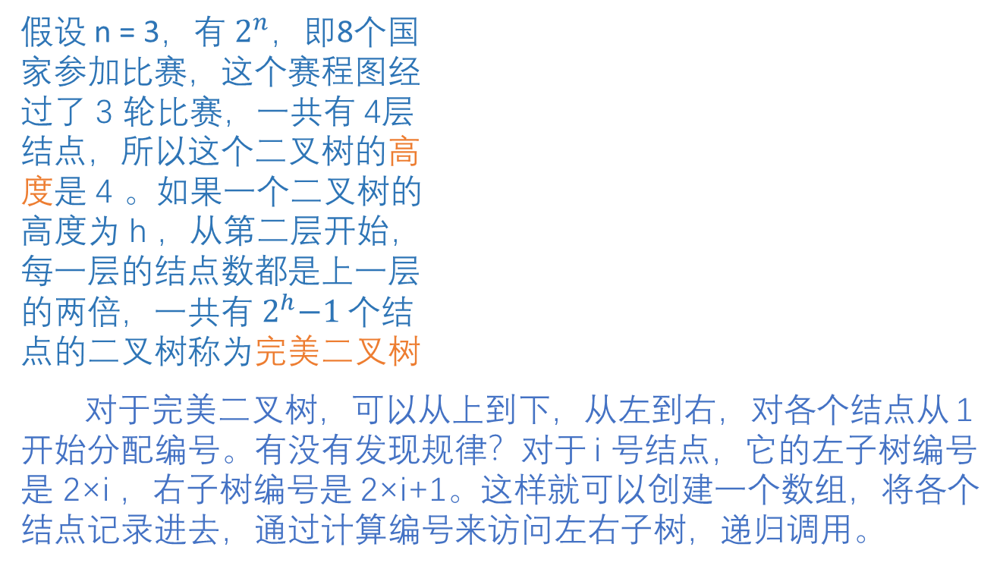 假设 n = 3，有 2ⁿ，即8个国
家参加比赛，这个赛程图经
过了 3 轮比赛，一共有 4层
结点，所以这个二叉树的高
度是 4 。如果一个二叉树的
高度为 h ，从第二层开始，
每一层的结点数都是上一层
的两倍，一共有 2ʰ−1 个结
点的二叉树称为完美二叉树
对于完美二叉树，可以从上到下，从左到右，对各个结点从 1
开始分配编号。有没有发现规律？对于 i 号结点，它的左子树编号
是 2×i ，右子树编号是 2×i+1。这样就可以创建一个数组，将各个
结点记录进去，通过计算编号来访问左右子树，递归调用。